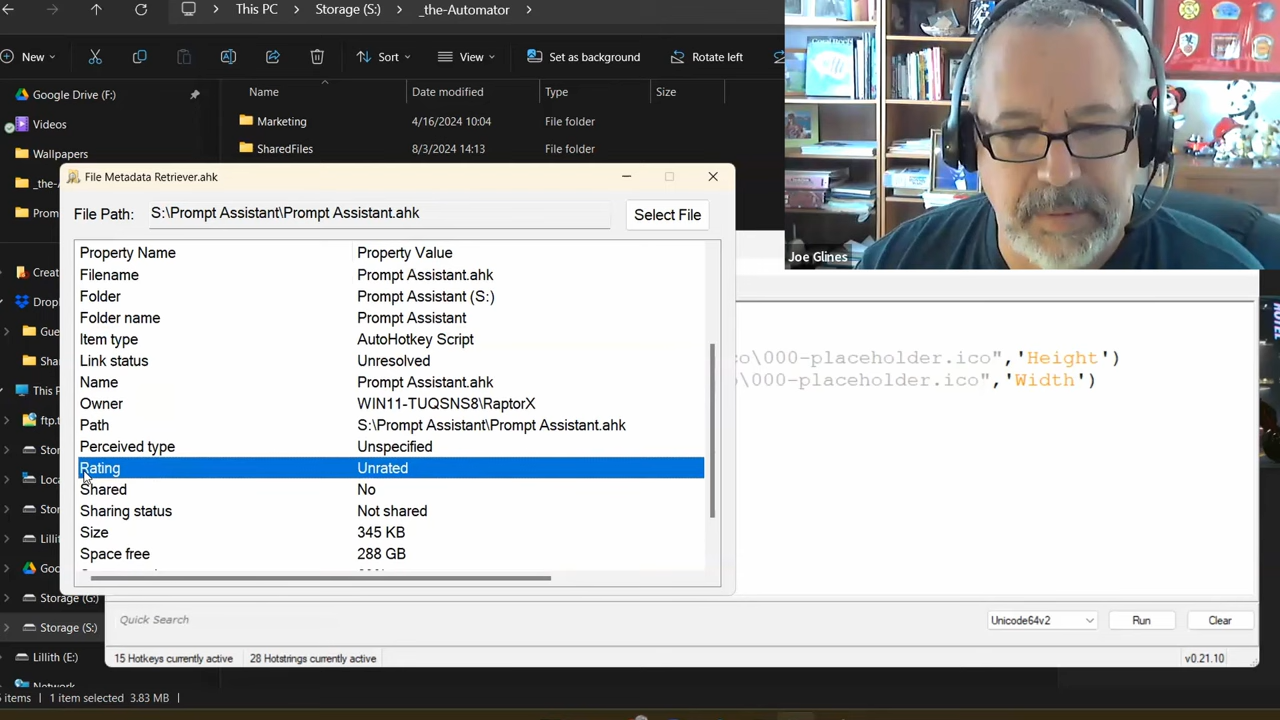 This PC > Storage (S:) > _the-Automator >
New Sort View Set as background Rotate left
Google Drive (F:)
Videos
Wallpapers
Name Date modified Type Size
Marketing 4/16/2024 10:04 File folder
SharedFiles 8/3/2024 14:13 File folder
File Metadata Retriever.ahk
File Path: S:\Prompt Assistant\Prompt Assistant.ahk Select File
Property Name Property Value
Filename Prompt Assistant.ahk
Folder Prompt Assistant (S:)
Folder name Prompt Assistant
Item type AutoHotkey Script
Link status Unresolved
Name Prompt Assistant.ahk
Owner WIN11-TUQSNS8\RaptorX
Path S:\Prompt Assistant\Prompt Assistant.ahk
Perceived type Unspecified
Rating Unrated
Shared No
Sharing status Not shared
Size 345 KB
Space free 288 GB
Joe Glines
co\000-placeholder.ico",'Height')
\000-placeholder.ico",'Width')
Storage (G:)
Storage (S:)
Lillith (E:)
Network
Quick Search Unicode64v2 Run Clear
15 Hotkeys currently active 28 Hotstrings currently active v0.21.10
items 1 item selected 3.83 MB